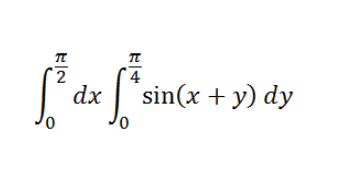 ∫₀^(π/2) dx ∫₀^(π/4) sin(x + y) dy